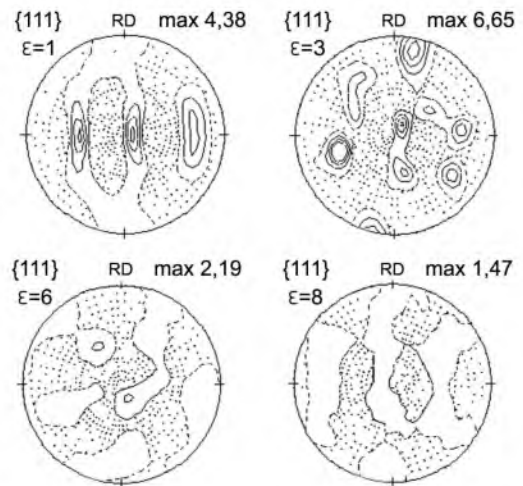 {111} RD max 4,38
ε=1
{111} RD max 6,65
ε=3
{111} RD max 2,19
ε=6
{111} RD max 1,47
ε=8